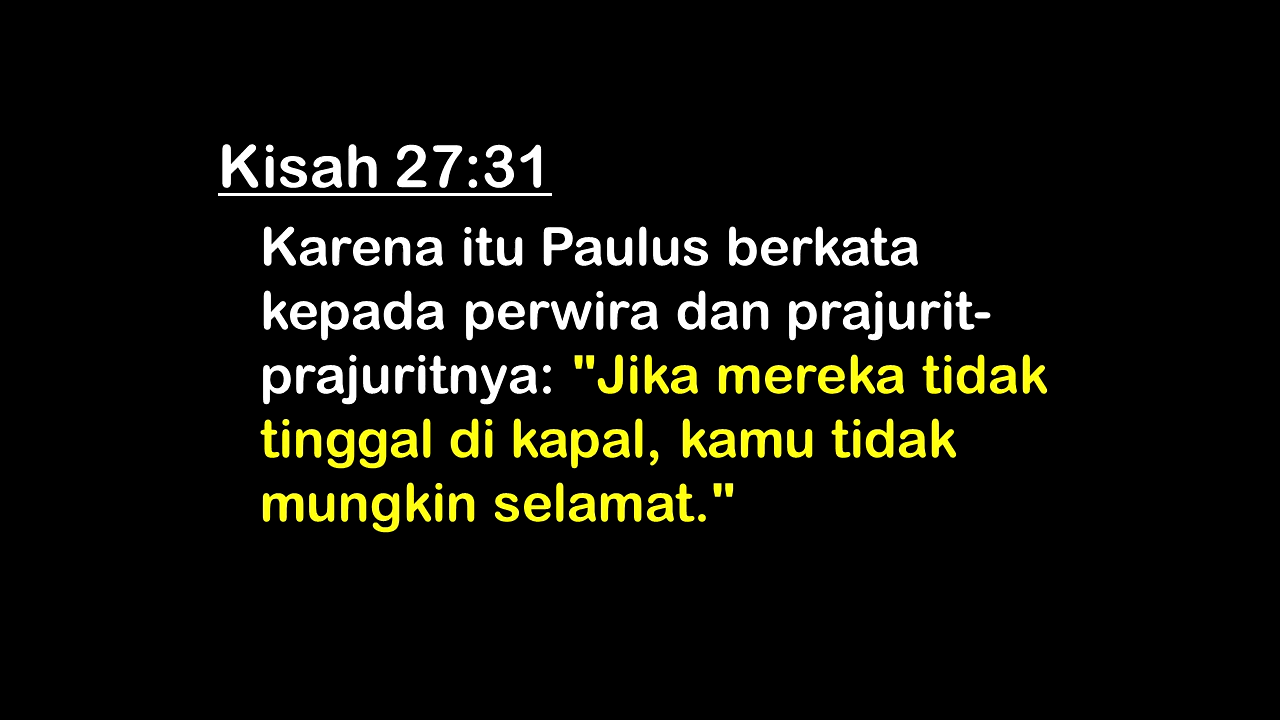 Kisah 27:31
Karena itu Paulus berkata
kepada perwira dan prajurit-
prajuritnya: "Jika mereka tidak
tinggal di kapal, kamu tidak
mungkin selamat."